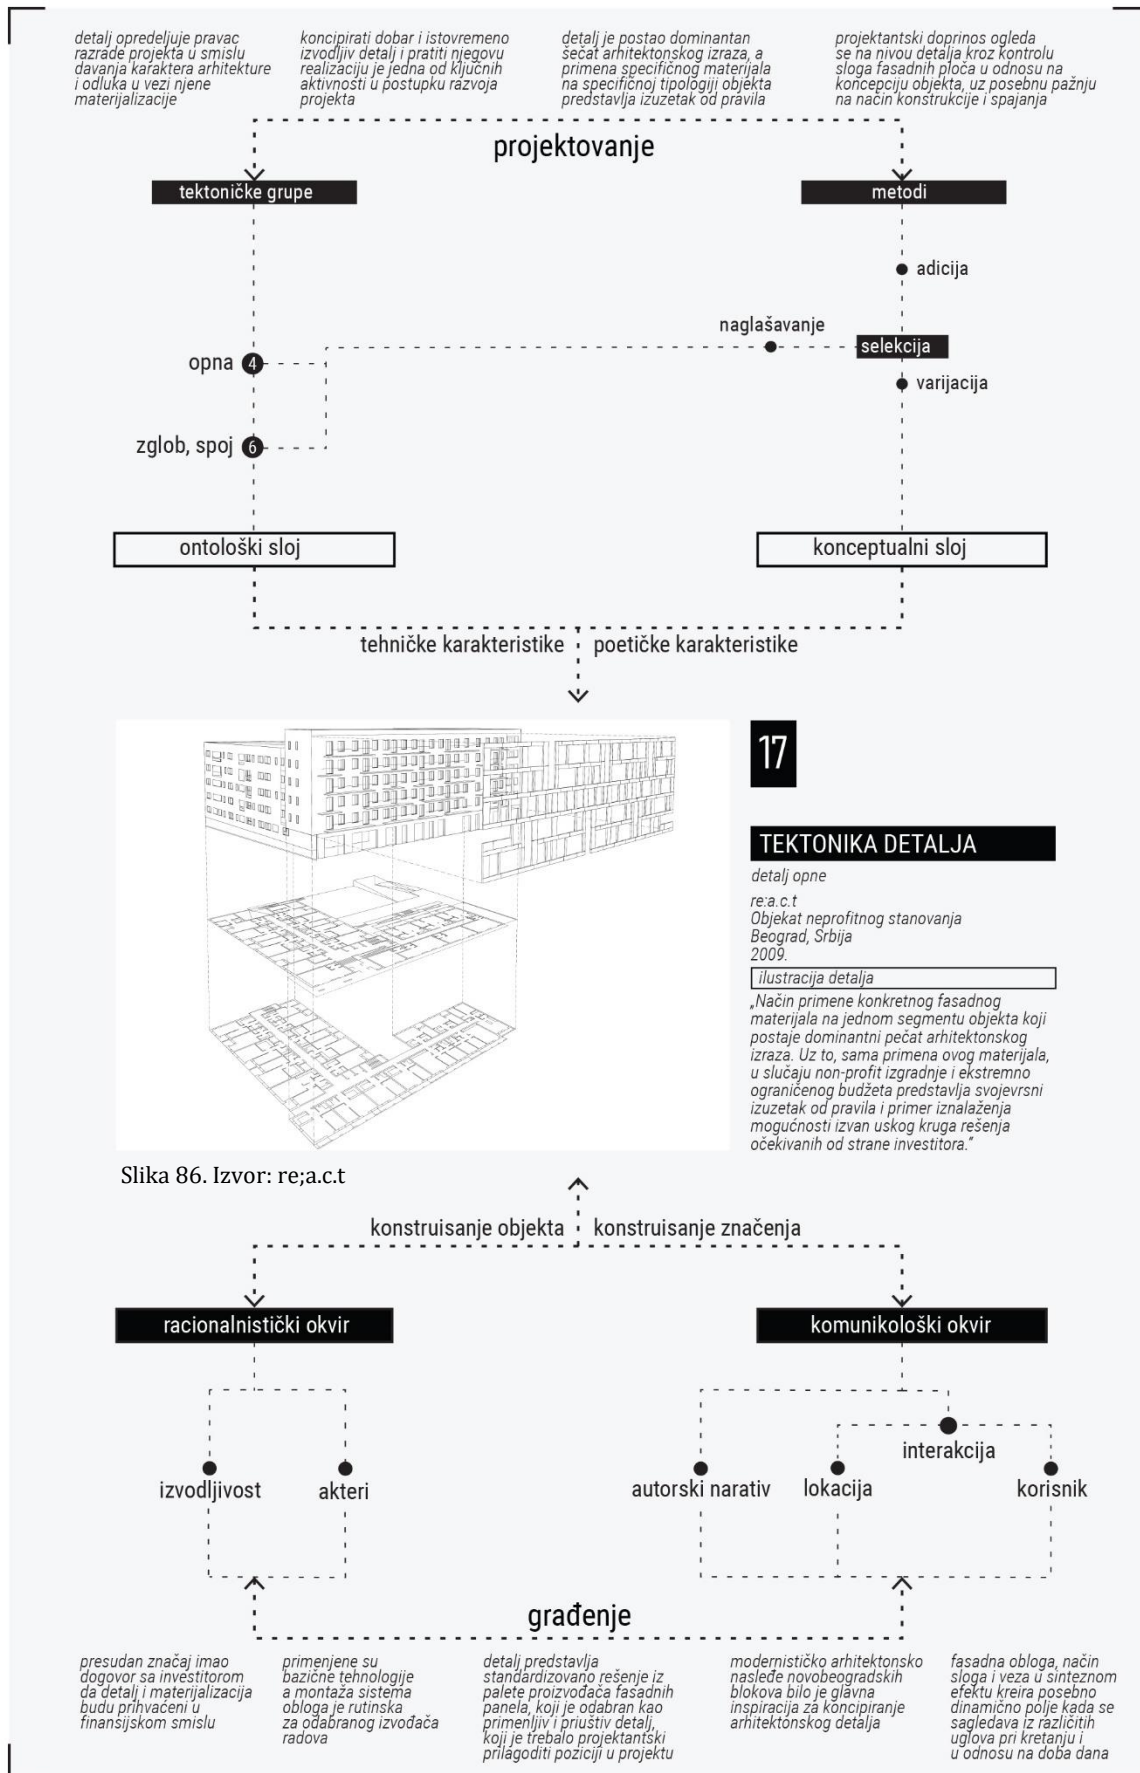 detalj opredeljuje pravac
razrade projekta u smislu
davanja karaktera arhitekture
i odluka u vezi njene
materijalizacije
koncipirati dobar i istovremeno
izvodljiv detalj i pratiti njegovu
realizaciju je jedna od ključnih
aktivnosti u postupku razvoja
projekta
detalj je postao dominantan
šečat arhitektonskog izraza, a
primena specifičnog materijala
na specifičnoj tipologiji objekta
predstavlja izuzetak od pravila
projektantski doprinos ogleda
se na nivou detalja kroz kontrolu
sloga fasadnih ploča u odnosu na
koncepciju objekta, uz posebnu pažnju
na način konstrukcije i spajanja
projektovanje
tektoničke grupe
metodi
adicija
naglašavanje
selekcija
opna 4
varijacija
zglob, spoj 6
ontološki sloj
konceptualni sloj
tehničke karakteristike
poetičke karakteristike
17
TEKTONIKA DETALJA
detalj opne
re:a.c.t
Objekat neprofitnog stanovanja
Beograd, Srbija
2009.
ilustracija detalja
„Način primene konkretnog fasadnog
materijala na jednom segmentu objekta koji
postaje dominantni pečat arhitektonskog
izraza. Uz to, sama primena ovog materijala,
u slučaju non-profit izgradnje i ekstremno
ograničenog budžeta predstavlja svojevrsni
izuzetak od pravila i primer iznalaženja
mogućnosti izvan uskog kruga rešenja
očekivanih od strane investitora.”
Slika 86. Izvor: re;a.c.t
konstruisanje objekta
konstruisanje značenja
racionalnistički okvir
komunikološki okvir
interakcija
izvodljivost
akteri
autorski narativ
lokacija
korisnik
građenje
presudan značaj imao
dogovor sa investitorom
da detalj i materijalizacija
budu prihvaćeni u
finansijskom smislu
primenjene su
bazične tehnologije
a montaža sistema
obloga je rutinska
za odabranog izvođača
radova
detalj predstavlja
standardizovano rešenje iz
palete proizvođača fasadnih
panela, koji je odabran kao
primenljiv i priuštiv detalj,
koji je trebalo projektantski
prilagoditi poziciji u projektu
modernističko arhitektonsko
nasleđe novobeogradskih
blokova bilo je glavna
inspiracija za koncipiranje
arhitektonskog detalja
fasadna obloga, način
sloga i veza u sinteznom
efektu kreira posebno
dinamično polje kada se
sagledava iz različitih
uglova pri kretanju i
u odnosu na doba dana